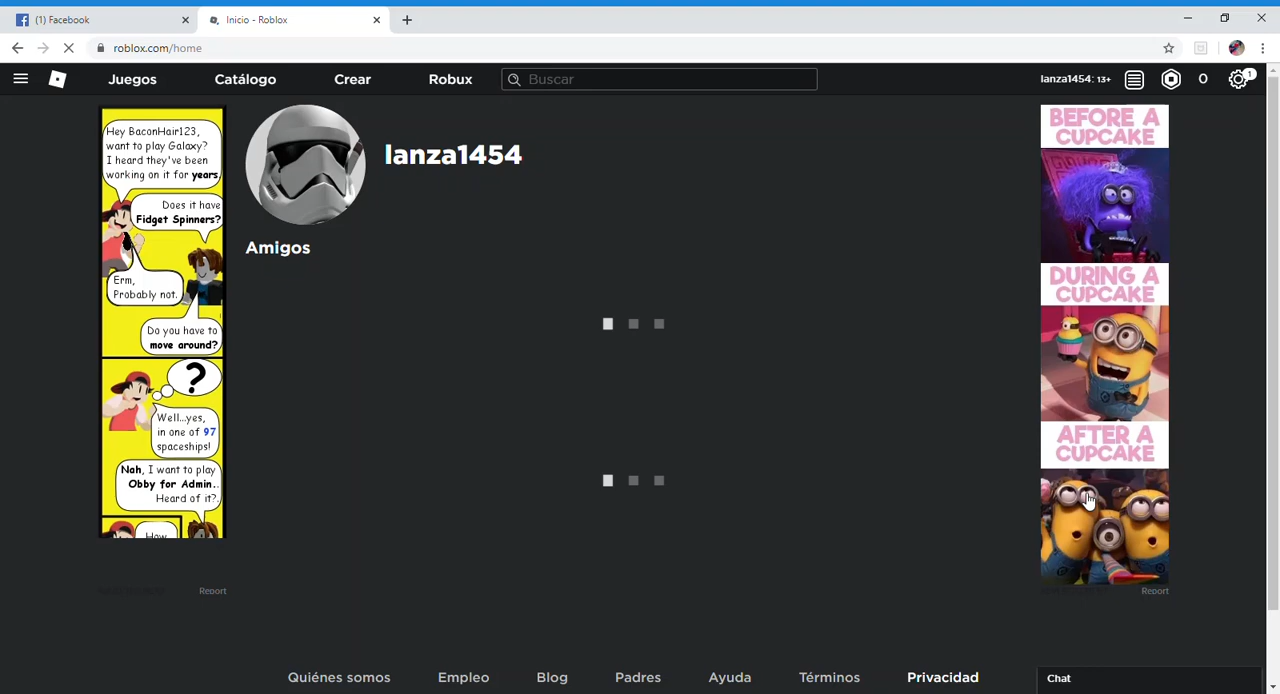 (1) Facebook
Inicio - Roblox
roblox.com/home
Juegos
Catálogo
Crear
Robux
Buscar
lanza1454: 13+
0
1
lanza1454
Amigos
Hey BaconHair123,
want to play Galaxy?
I heard they've been
working on it for years.
Does it have
Fidget Spinners?
Erm,
Probably not.
Do you have to
move around?
?
Well...yes,
in one of 97
spaceships!
Nah, I want to play
Obby for Admin..
Heard of it?
How
Report
BEFORE A
CUPCAKE
DURING A
CUPCAKE
AFTER A
CUPCAKE
Report
Quiénes somos
Empleo
Blog
Padres
Ayuda
Términos
Privacidad
Chat